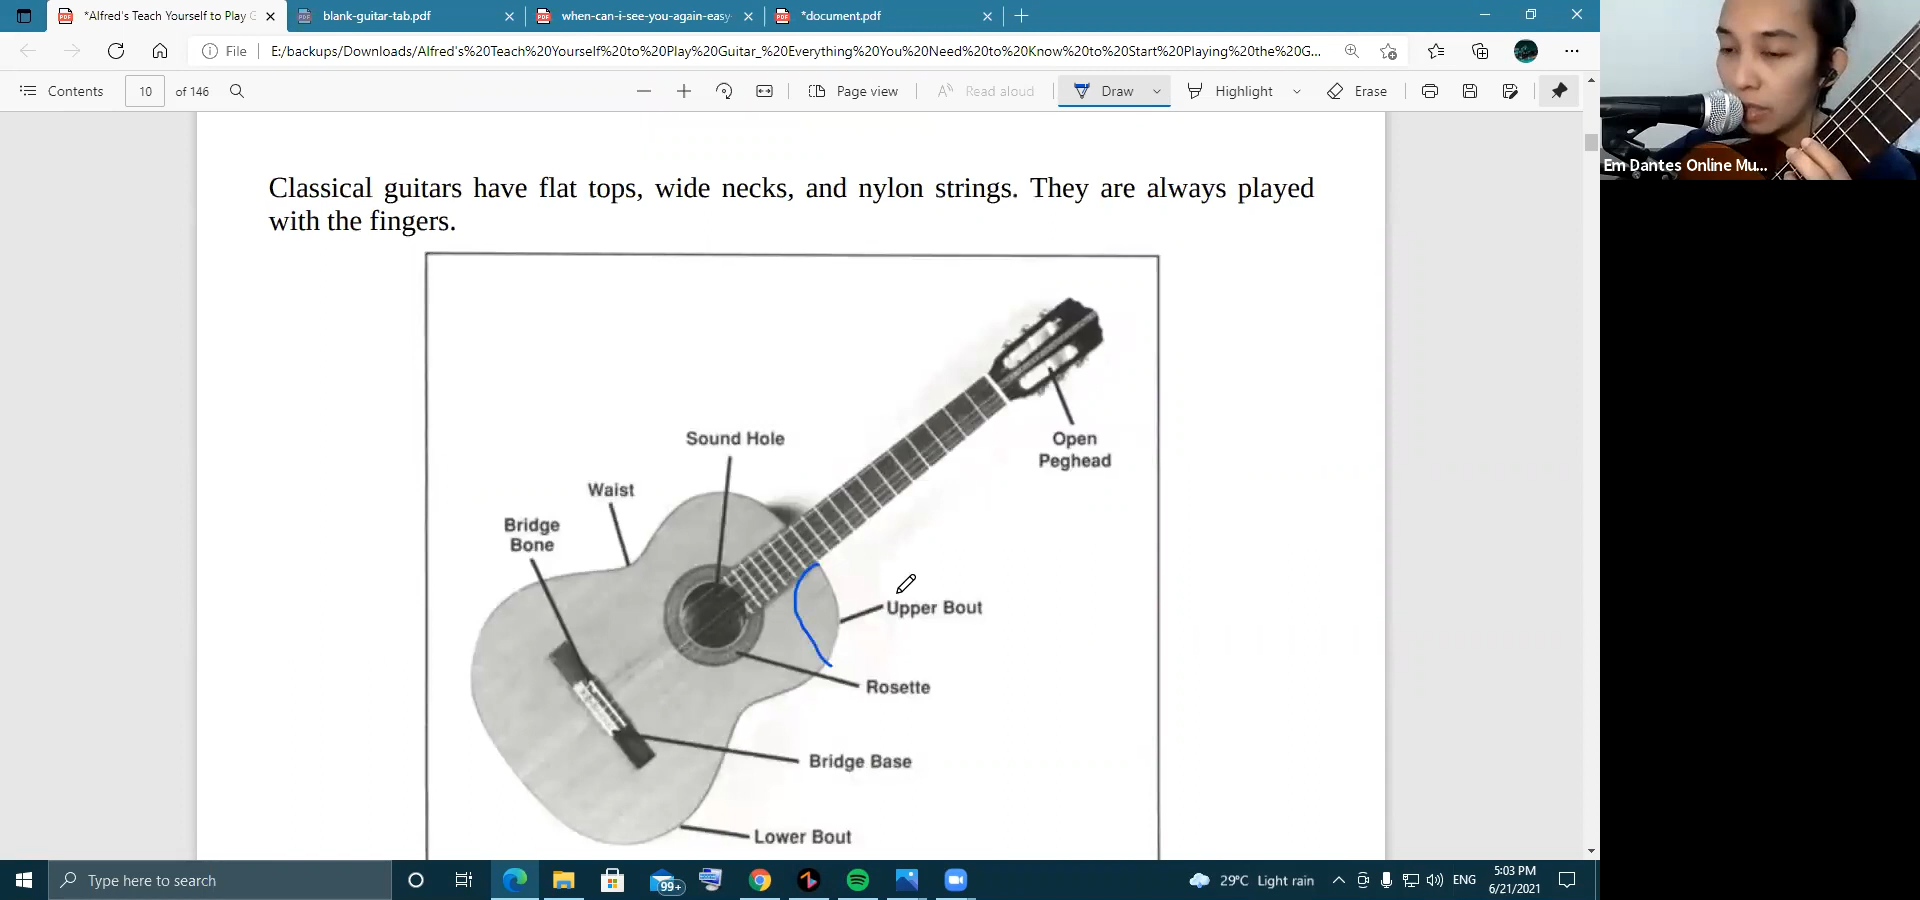 *Alfred's Teach Yourself to Play G
blank-guitar-tab.pdf
when-can-i-see-you-again-easy-
*document.pdf
File
E:/backups/Downloads/Alfred's%20Teach%20Yourself%20to%20Play%20Guitar_%20Everything%20You%20Need%20to%20Know%20to%20Start%20Playing%20the%20G...
Contents
10
of 146
Page view
Read aloud
Draw
Highlight
Erase
Em Dantes Online Mu...
Classical guitars have flat tops, wide necks, and nylon strings. They are always played
with the fingers.
Sound Hole
Open
Peghead
Waist
Bridge
Bone
Upper Bout
Rosette
Bridge Base
Lower Bout
Type here to search
99+
29°C Light rain
ENG
5:03 PM
6/21/2021